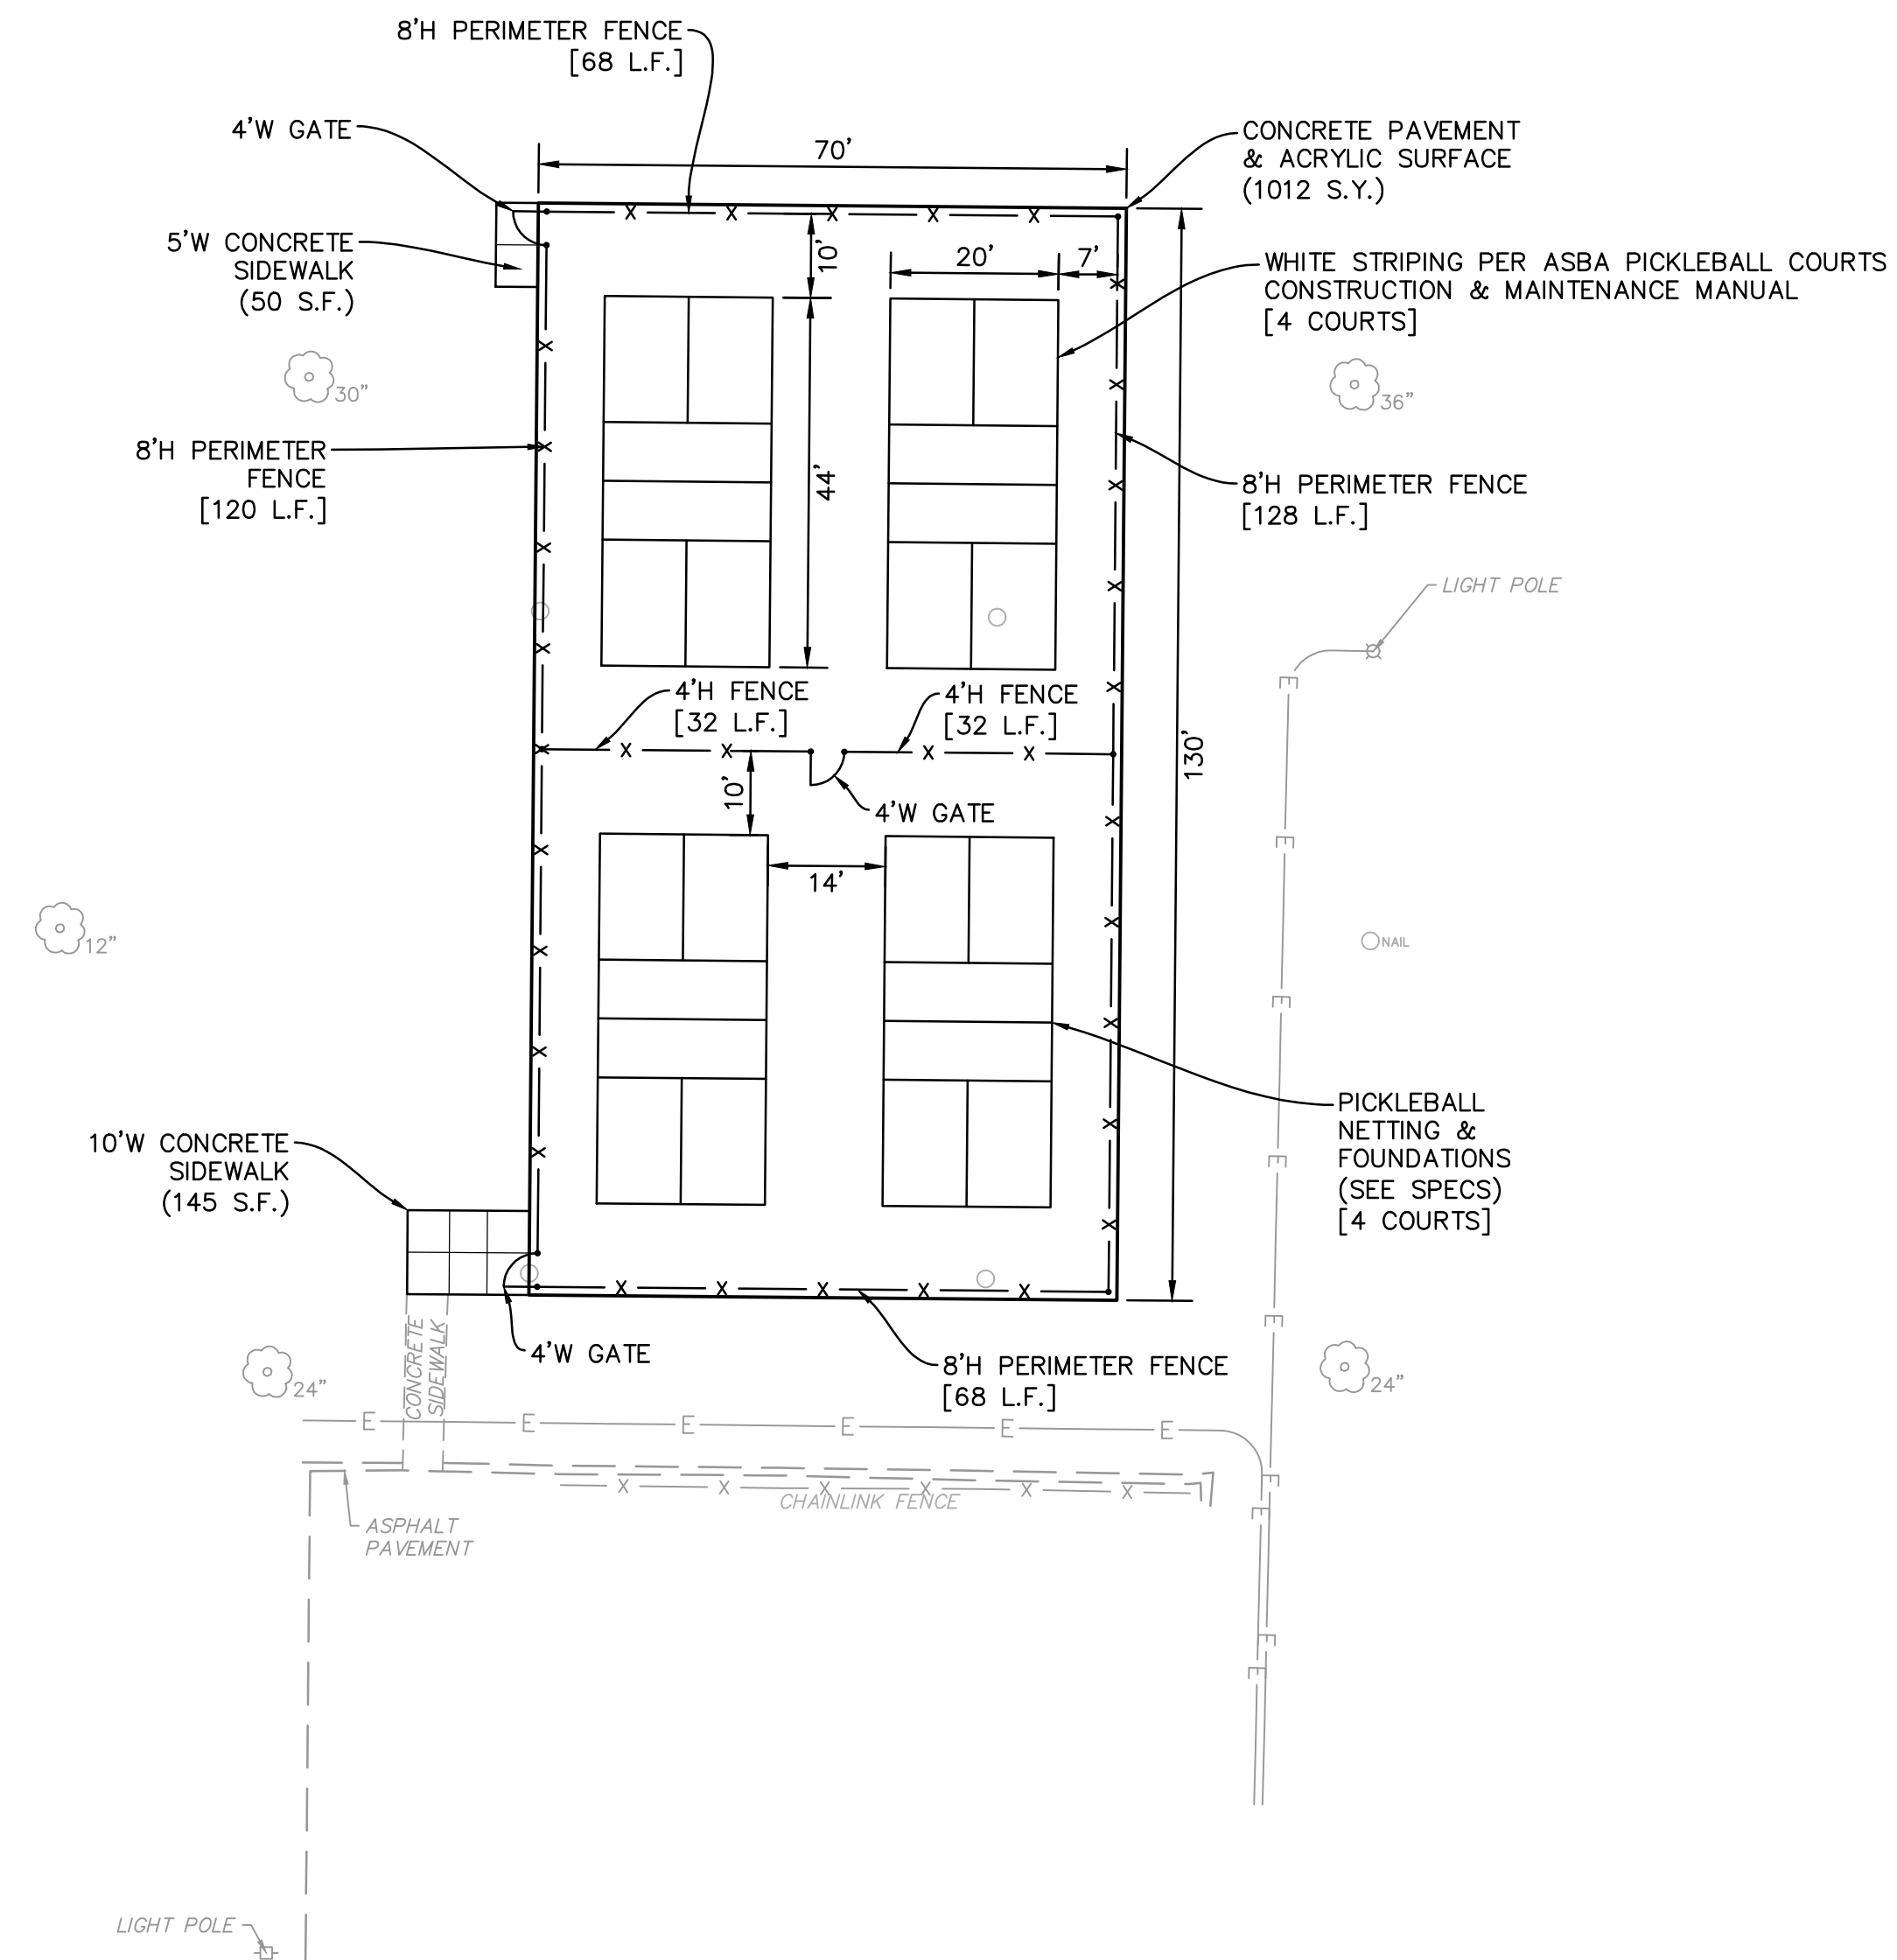 8'H PERIMETER FENCE
[68 L.F.]
4'W GATE
70'
CONCRETE PAVEMENT
& ACRYLIC SURFACE
(1012 S.Y.)
5'W CONCRETE
SIDEWALK
(50 S.F.)
10'
20'
7'
WHITE STRIPING PER ASBA PICKLEBALL COURTS
CONSTRUCTION & MAINTENANCE MANUAL
[4 COURTS]
30"
36"
8'H PERIMETER
FENCE
[120 L.F.]
44'
8'H PERIMETER FENCE
[128 L.F.]
LIGHT POLE
4'H FENCE
[32 L.F.]
4'H FENCE
[32 L.F.]
130'
10'
4'W GATE
14'
12"
NAIL
PICKLEBALL
NETTING &
FOUNDATIONS
(SEE SPECS)
[4 COURTS]
10'W CONCRETE
SIDEWALK
(145 S.F.)
4'W GATE
8'H PERIMETER FENCE
[68 L.F.]
CONCRETE
SIDEWALK
24"
24"
E E E E E E
E
E
E
E
E
E
E
E
E
E
CHAINLINK FENCE
ASPHALT
PAVEMENT
LIGHT POLE